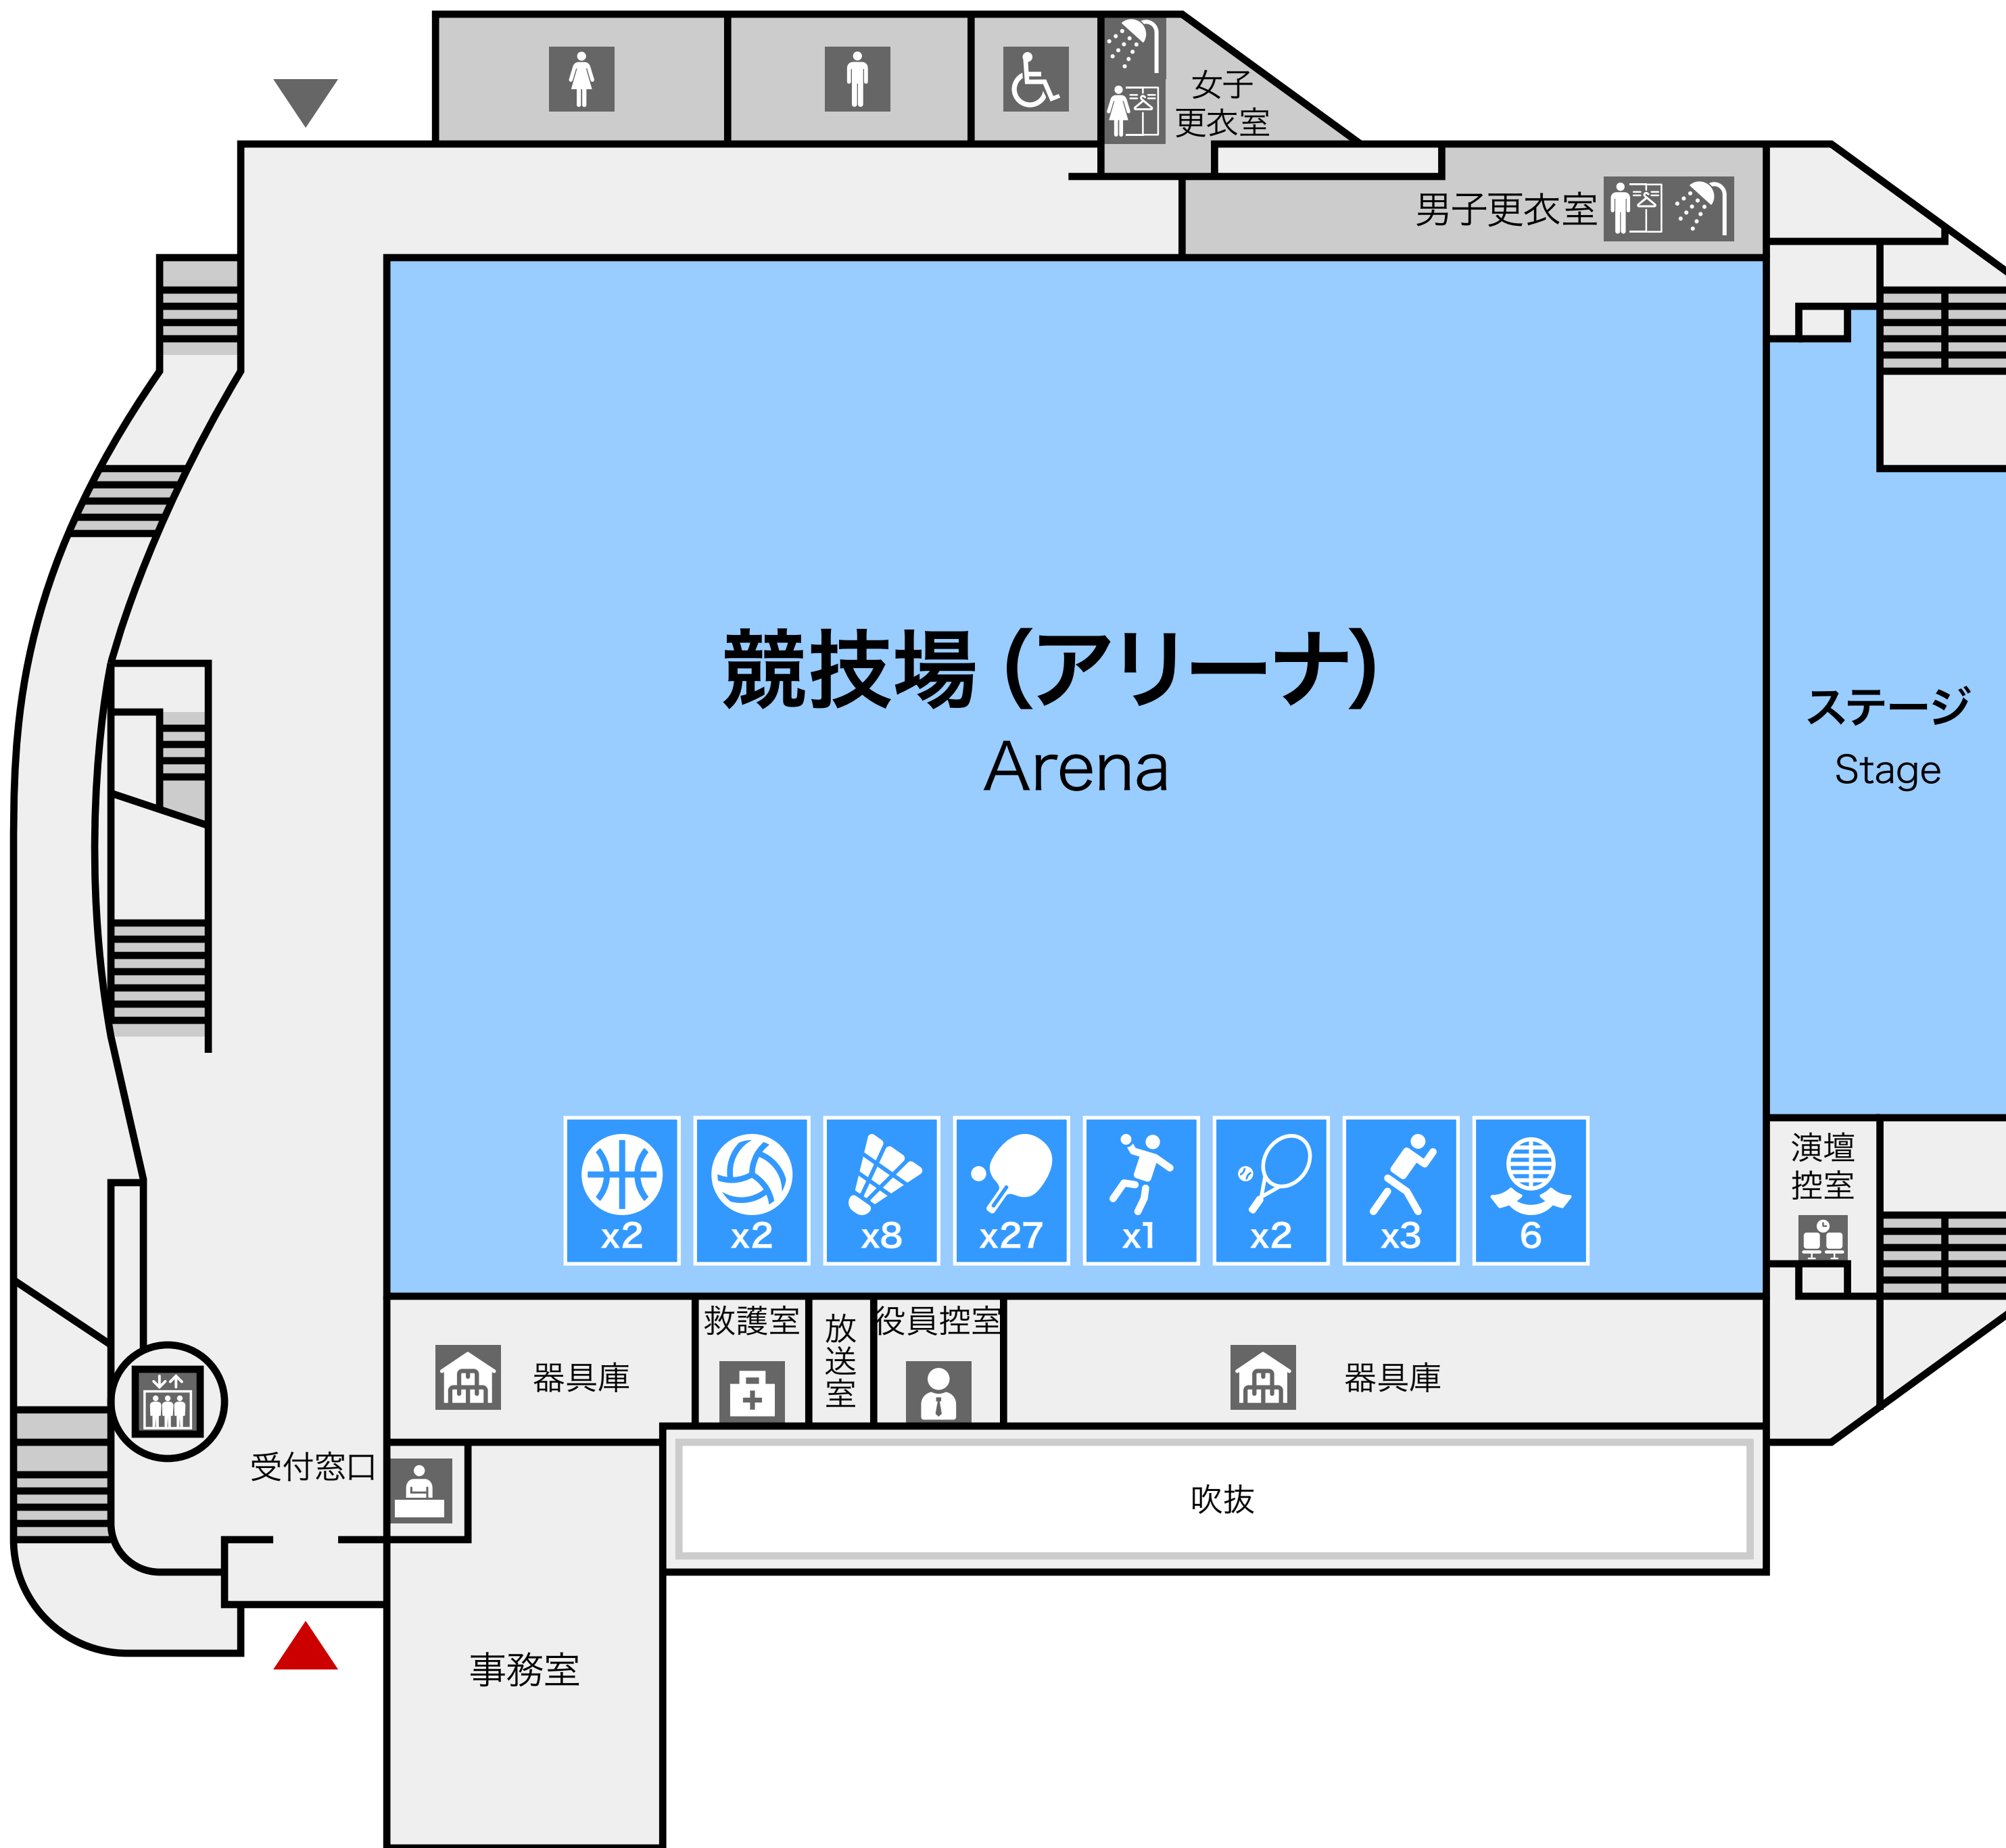 女子
更衣室
男子更衣室
競技場（アリーナ）
Arena
ステージ
Stage
x2
x2
x8
x27
x1
x2
x3
6
演壇
控室
器具庫
救護室
放送室
役員控室
器具庫
受付窓口
吹抜
事務室